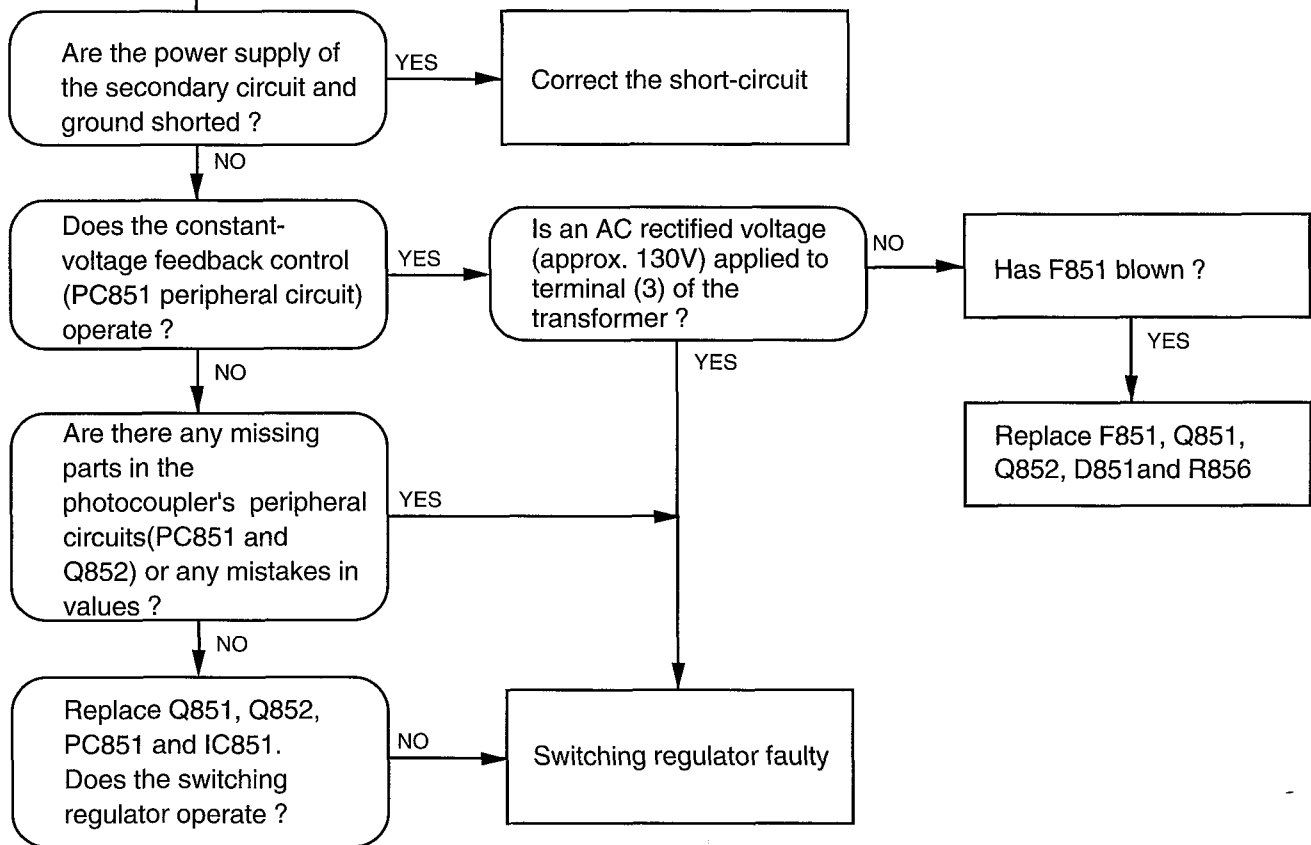 Are the power supply of
the secondary circuit and
ground shorted ?
YES
Correct the short-circuit
NO
Does the constant-
voltage feedback control
(PC851 peripheral circuit)
operate ?
YES
Is an AC rectified voltage
(approx. 130V) applied to
terminal (3) of the
transformer ?
NO
Has F851 blown ?
YES
Replace F851, Q851,
Q852, D851and R856
YES
NO
Are there any missing
parts in the
photocoupler's peripheral
circuits(PC851 and
Q852) or any mistakes in
values ?
YES
NO
Replace Q851, Q852,
PC851 and IC851.
Does the switching
regulator operate ?
NO
Switching regulator faulty